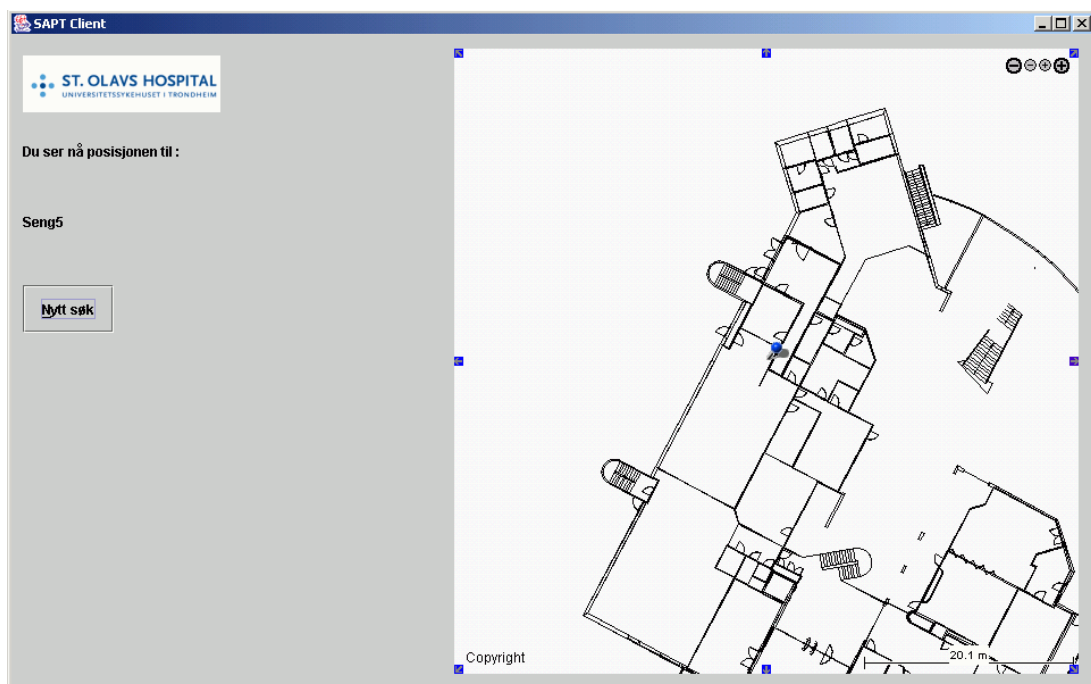 SAPT Client
ST. OLAVS HOSPITAL
UNIVERSITETSSYKEHUSET I TRONDHEIM
Du ser nå posisjonen til :
Seng5
Nytt søk
Copyright
20.1 m